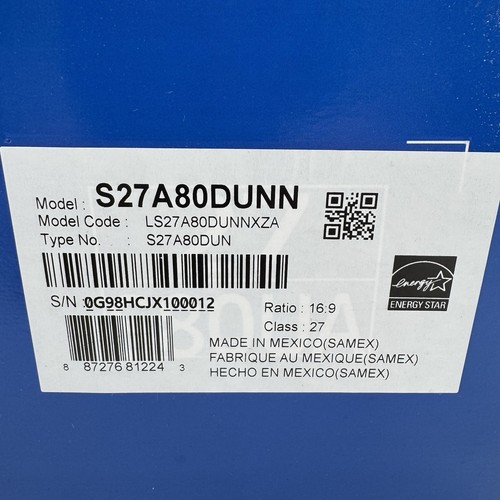 Model : S27A80DUNN
Model Code : LS27A80DUNNXZA
Type No. : S27A80DUN
S/N : 0G98HCJX100012
energy
ENERGY STAR
Ratio : 16:9
Class : 27
8 87276 81224 3
MADE IN MEXICO(SAMEX)
FABRIQUE AU MEXIQUE(SAMEX)
HECHO EN MEXICO(SAMEX)